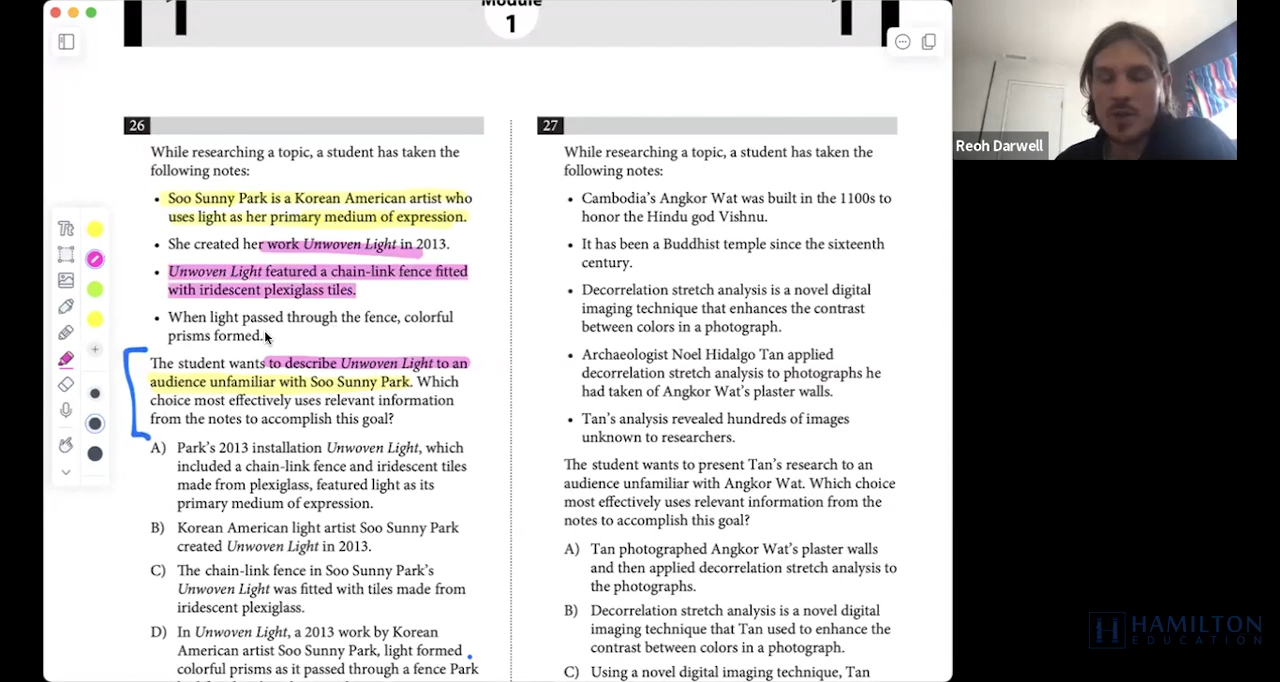 1
Module
1
1
26
While researching a topic, a student has taken the
following notes:
• Soo Sunny Park is a Korean American artist who
uses light as her primary medium of expression.
• She created her work Unwoven Light in 2013.
• Unwoven Light featured a chain-link fence fitted
with iridescent plexiglass tiles.
• When light passed through the fence, colorful
prisms formed.
The student wants to describe Unwoven Light to an
audience unfamiliar with Soo Sunny Park. Which
choice most effectively uses relevant information
from the notes to accomplish this goal?
A) Park's 2013 installation Unwoven Light, which
included a chain-link fence and iridescent tiles
made from plexiglass, featured light as its
primary medium of expression.
B) Korean American light artist Soo Sunny Park
created Unwoven Light in 2013.
C) The chain-link fence in Soo Sunny Park's
Unwoven Light was fitted with tiles made from
iridescent plexiglass.
D) In Unwoven Light, a 2013 work by Korean
American artist Soo Sunny Park, light formed
colorful prisms as it passed through a fence Park
27
While researching a topic, a student has taken the
following notes:
• Cambodia's Angkor Wat was built in the 1100s to
honor the Hindu god Vishnu.
• It has been a Buddhist temple since the sixteenth
century.
• Decorrelation stretch analysis is a novel digital
imaging technique that enhances the contrast
between colors in a photograph.
• Archaeologist Noel Hidalgo Tan applied
decorrelation stretch analysis to photographs he
had taken of Angkor Wat's plaster walls.
• Tan's analysis revealed hundreds of images
unknown to researchers.
The student wants to present Tan's research to an
audience unfamiliar with Angkor Wat. Which choice
most effectively uses relevant information from the
notes to accomplish this goal?
A) Tan photographed Angkor Wat's plaster walls
and then applied decorrelation stretch analysis to
the photographs.
B) Decorrelation stretch analysis is a novel digital
imaging technique that Tan used to enhance the
contrast between colors in a photograph.
C) Using a novel digital imaging technique, Tan
Tt
Reoh Darwell
HAMILTON
EDUCATION